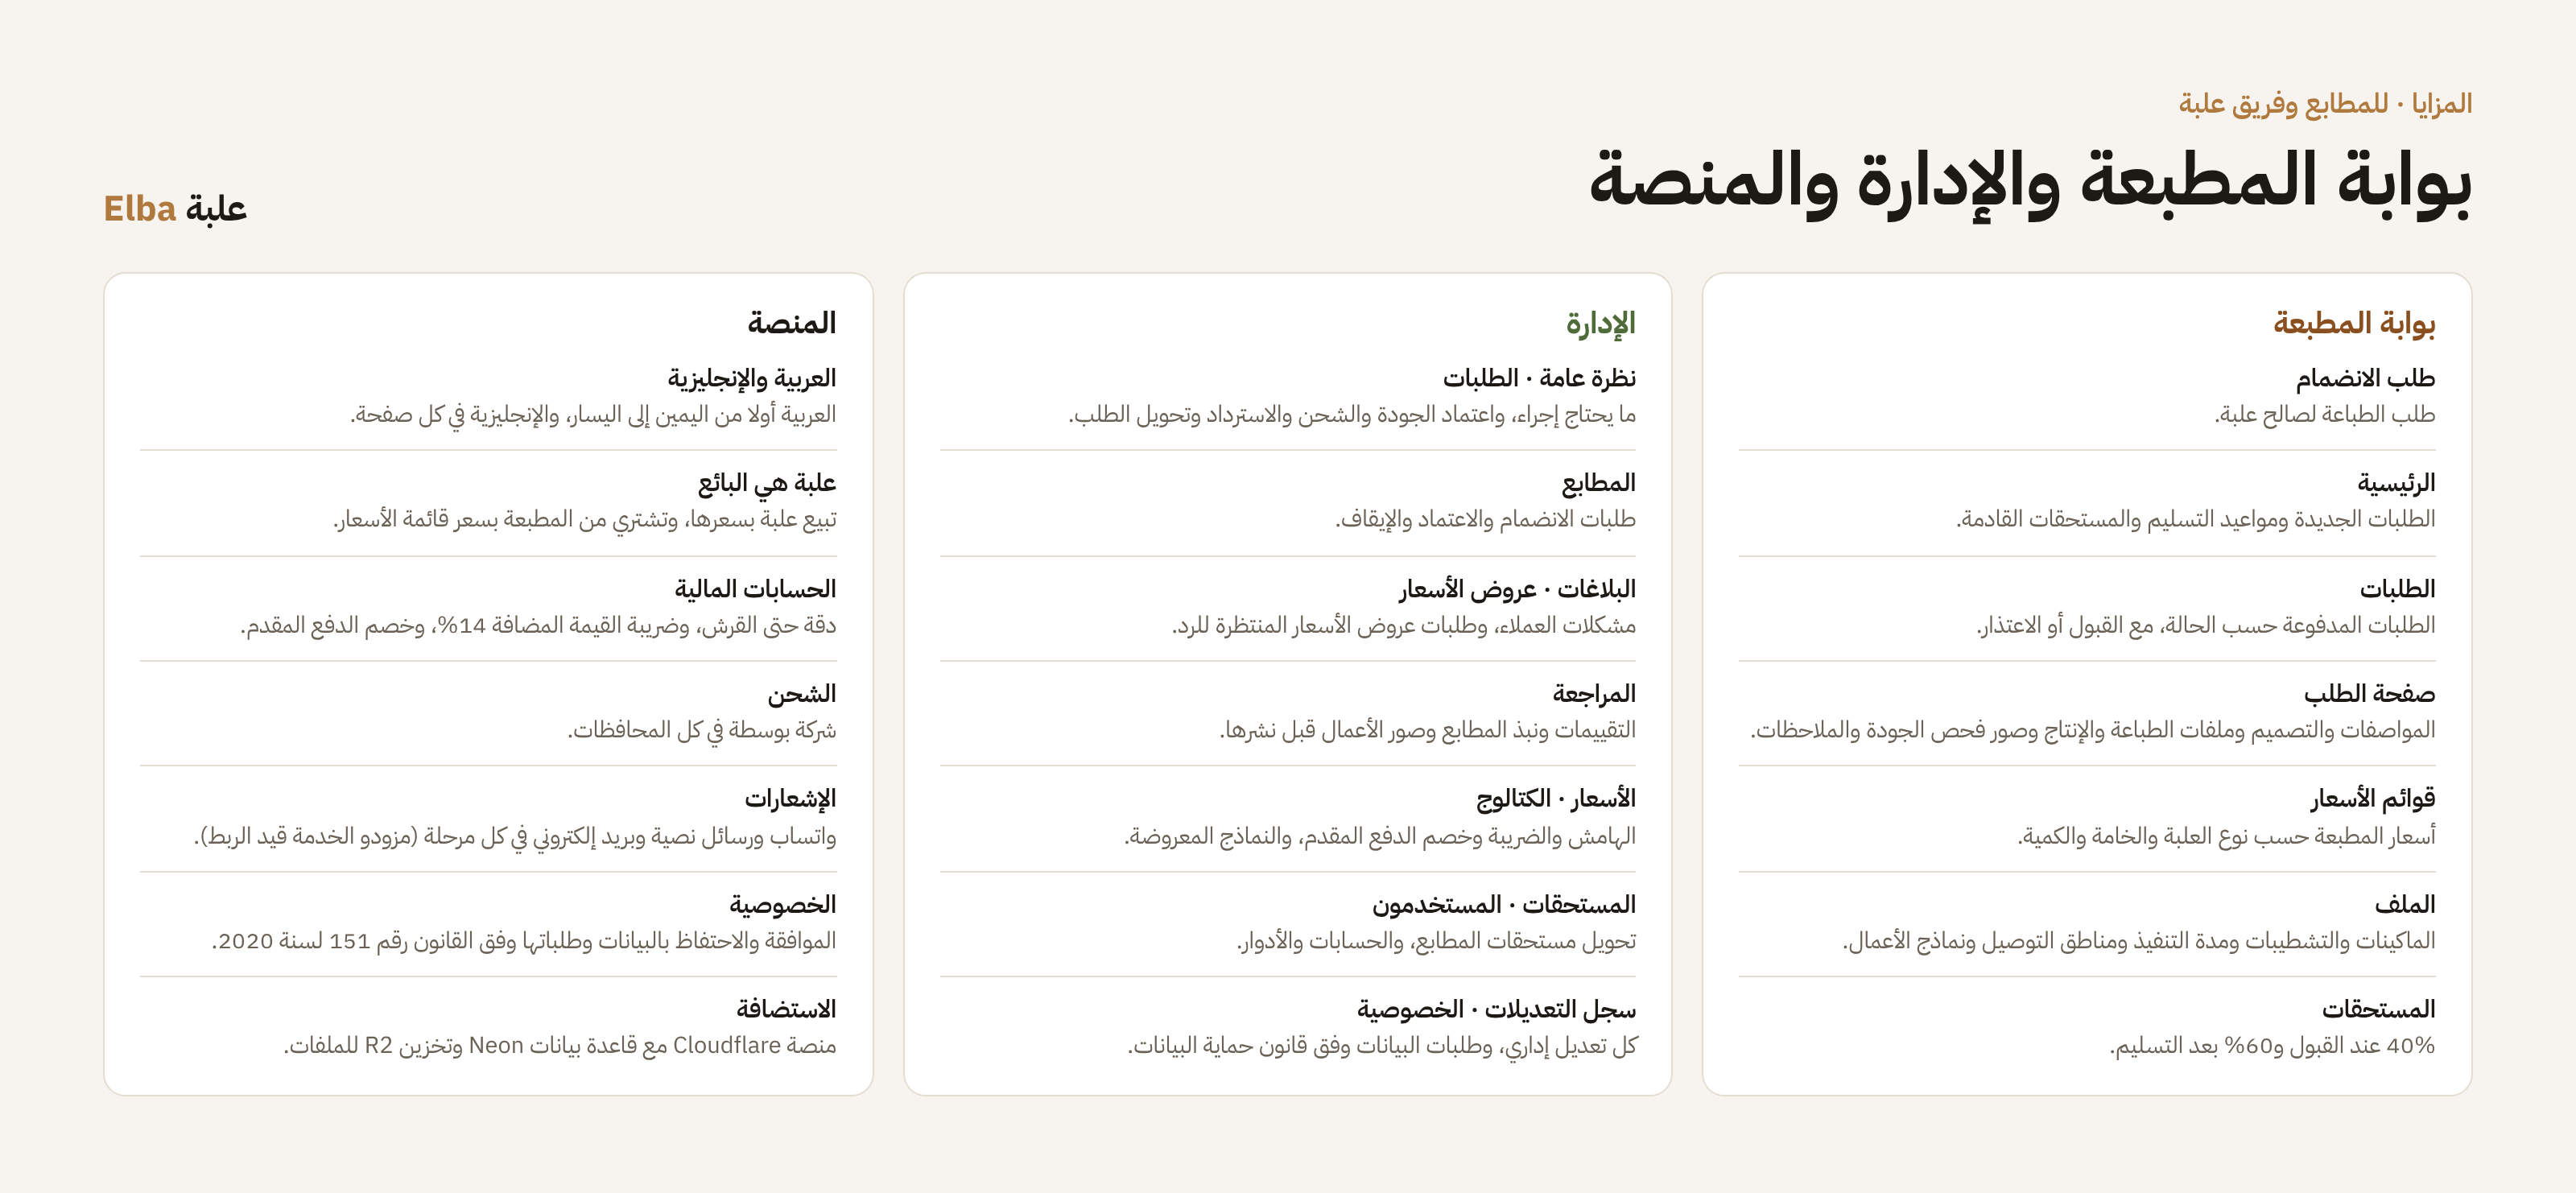 المزايا · للمطابع وفريق علبة
بوابة المطبعة والإدارة والمنصة
علبة Elba
بوابة المطبعة
طلب الانضمام
طلب الطباعة لصالح علبة.
الرئيسية
الطلبات الجديدة ومواعيد التسليم والمستحقات القادمة.
الطلبات
الطلبات المدفوعة حسب الحالة، مع القبول أو الاعتذار.
صفحة الطلب
المواصفات والتصميم وملفات الطباعة والإنتاج وصور فحص الجودة والملاحظات.
قوائم الأسعار
أسعار المطبعة حسب نوع العلبة والخامة والكمية.
الملف
الماكينات والتشطيبات ومدة التنفيذ ومناطق التوصيل ونماذج الأعمال.
المستحقات
40% عند القبول و60% بعد التسليم.
الإدارة
نظرة عامة · الطلبات
ما يحتاج إجراء، واعتماد الجودة والشحن والاسترداد وتحويل الطلب.
المطابع
طلبات الانضمام والاعتماد والإيقاف.
البلاغات · عروض الأسعار
مشكلات العملاء، وطلبات عروض الأسعار المنتظرة للرد.
المراجعة
التقييمات ونبذ المطابع وصور الأعمال قبل نشرها.
الأسعار · الكتالوج
الهامش والضريبة وخصم الدفع المقدم، والنماذج المعروضة.
المستحقات · المستخدمون
تحويل مستحقات المطابع، والحسابات والأدوار.
سجل التعديلات · الخصوصية
كل تعديل إداري، وطلبات البيانات وفق قانون حماية البيانات.
المنصة
العربية والإنجليزية
العربية أولا من اليمين إلى اليسار، والإنجليزية في كل صفحة.
علبة هي البائع
تبيع علبة بسعرها، وتشتري من المطبعة بسعر قائمة الأسعار.
الحسابات المالية
دقة حتى القرش، وضريبة القيمة المضافة 14%، وخصم الدفع المقدم.
الشحن
شركة بوسطة في كل المحافظات.
الإشعارات
واتساب ورسائل نصية وبريد إلكتروني في كل مرحلة (مزودو الخدمة قيد الربط).
الخصوصية
الموافقة والاحتفاظ بالبيانات وطلباتها وفق القانون رقم 151 لسنة 2020.
الاستضافة
منصة Cloudflare مع قاعدة بيانات Neon وتخزين R2 للملفات.